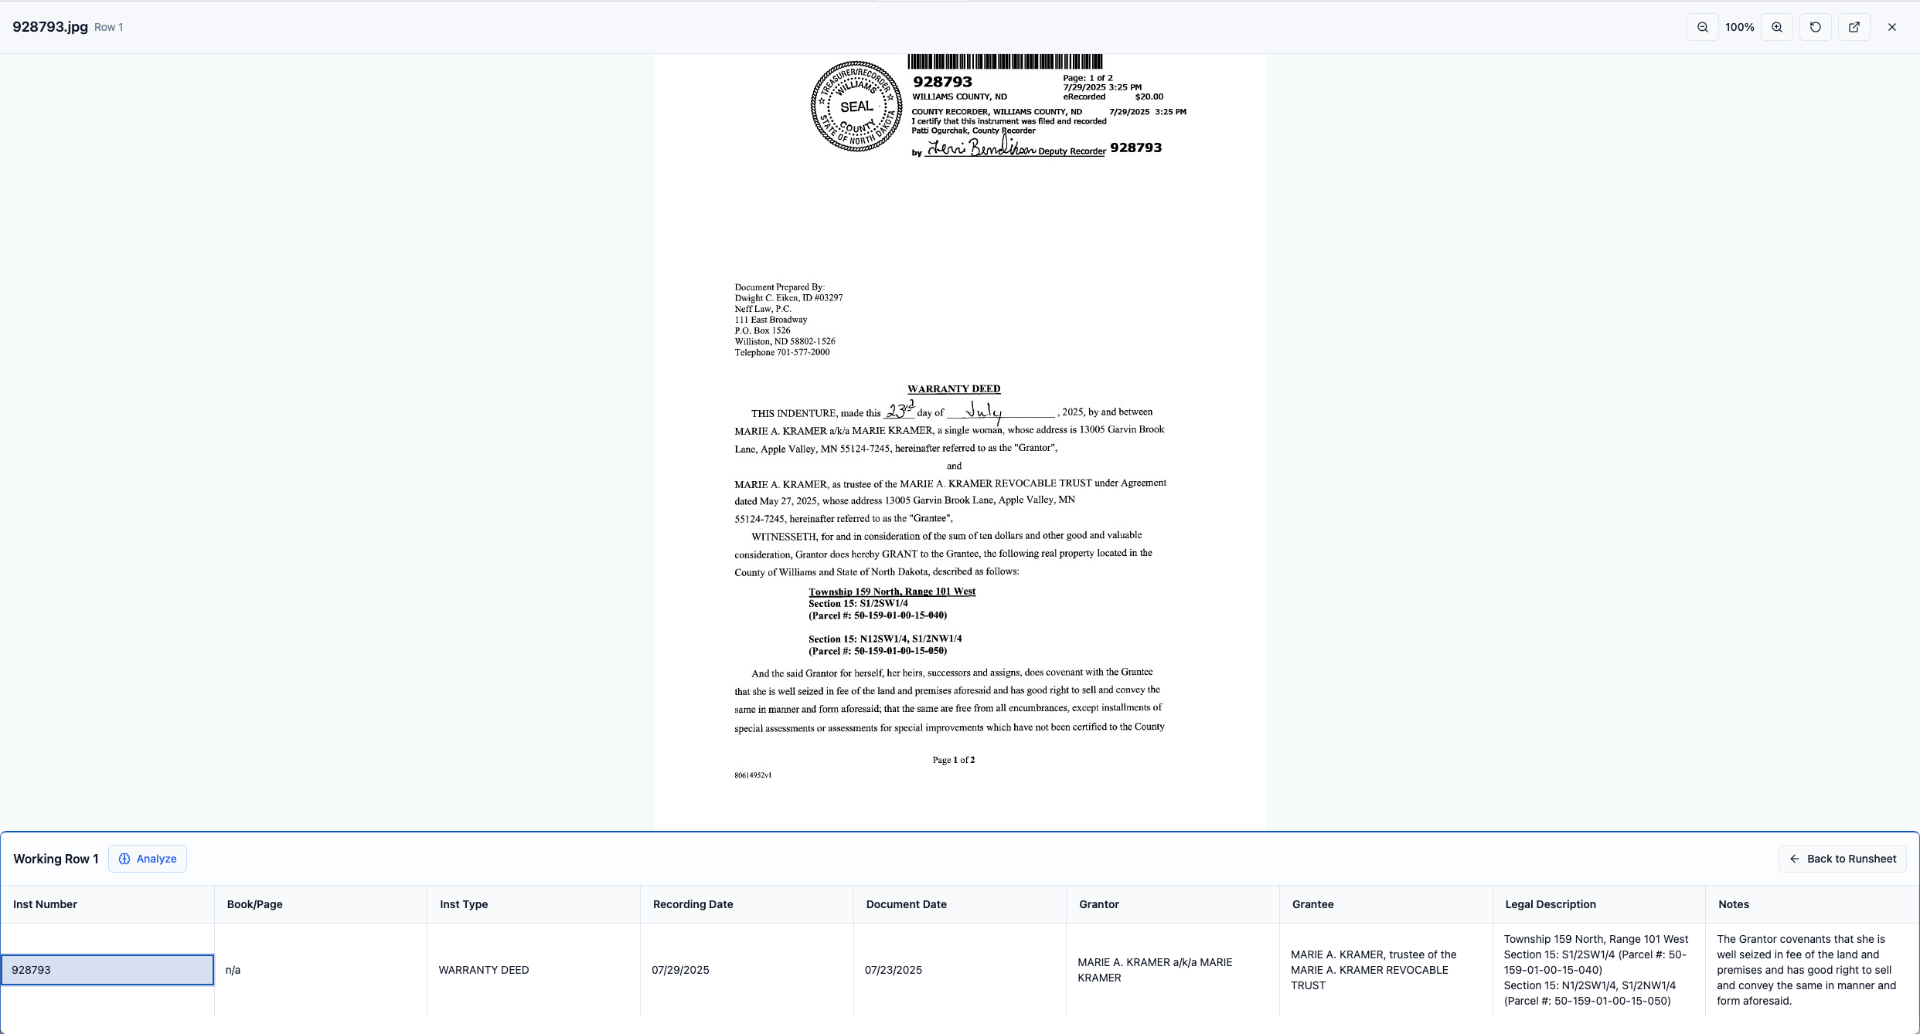 928793.jpg Row 1
100%
TREASURER/RECORDER
WILLIAMS
SEAL
COUNTY
STATE OF NORTH DAKOTA
928793
Page: 1 of 2
7/29/2025 3:25 PM
WILLIAMS COUNTY, ND
eRecorded $20.00
COUNTY RECORDER, WILLIAMS COUNTY, ND 7/29/2025 3:25 PM
I certify that this instrument was filed and recorded
Patti Ogurchak, County Recorder
by Deputy Recorder 928793
Document Prepared By:
Dwight C. Eiken, ID #03297
Neff Law, P.C.
111 East Broadway
P.O. Box 1526
Williston, ND 58802-1526
Telephone 701-577-2000
WARRANTY DEED
THIS INDENTURE, made this 23rd day of July, 2025, by and between
MARIE A. KRAMER a/k/a MARIE KRAMER, a single woman, whose address is 13005 Garvin Brook
Lane, Apple Valley, MN 55124-7245, hereinafter referred to as the "Grantor",
and
MARIE A. KRAMER, as trustee of the MARIE A. KRAMER REVOCABLE TRUST under Agreement
dated May 27, 2025, whose address 13005 Garvin Brook Lane, Apple Valley, MN
55124-7245, hereinafter referred to as the "Grantee",
WITNESSETH, for and in consideration of the sum of ten dollars and other good and valuable
consideration, Grantor does hereby GRANT to the Grantee, the following real property located in the
County of Williams and State of North Dakota, described as follows:
Township 159 North, Range 101 West
Section 15: S1/2SW1/4
(Parcel #: 50-159-01-00-15-040)
Section 15: N12SW1/4, S1/2NW1/4
(Parcel #: 50-159-01-00-15-050)
And the said Grantor for herself, her heirs, successors and assigns, does covenant with the Grantee
that she is well seized in fee of the land and premises aforesaid and has good right to sell and convey the
same in manner and form aforesaid; that the same are free from all encumbrances, except installments of
special assessments or assessments for special improvements which have not been certified to the County
Page 1 of 2
80614952v1
Working Row 1 Analyze
Back to Runsheet
Inst Number
Book/Page
Inst Type
Recording Date
Document Date
Grantor
Grantee
Legal Description
Notes
928793
n/a
WARRANTY DEED
07/29/2025
07/23/2025
MARIE A. KRAMER a/k/a MARIE
KRAMER
MARIE A. KRAMER, trustee of the
MARIE A. KRAMER REVOCABLE
TRUST
Township 159 North, Range 101 West
Section 15: S1/2SW1/4 (Parcel #: 50-
159-01-00-15-040)
Section 15: N1/2SW1/4, S1/2NW1/4
(Parcel #: 50-159-01-00-15-050)
The Grantor covenants that she is
well seized in fee of the land and
premises and has good right to sell
and convey the same in manner and
form aforesaid.